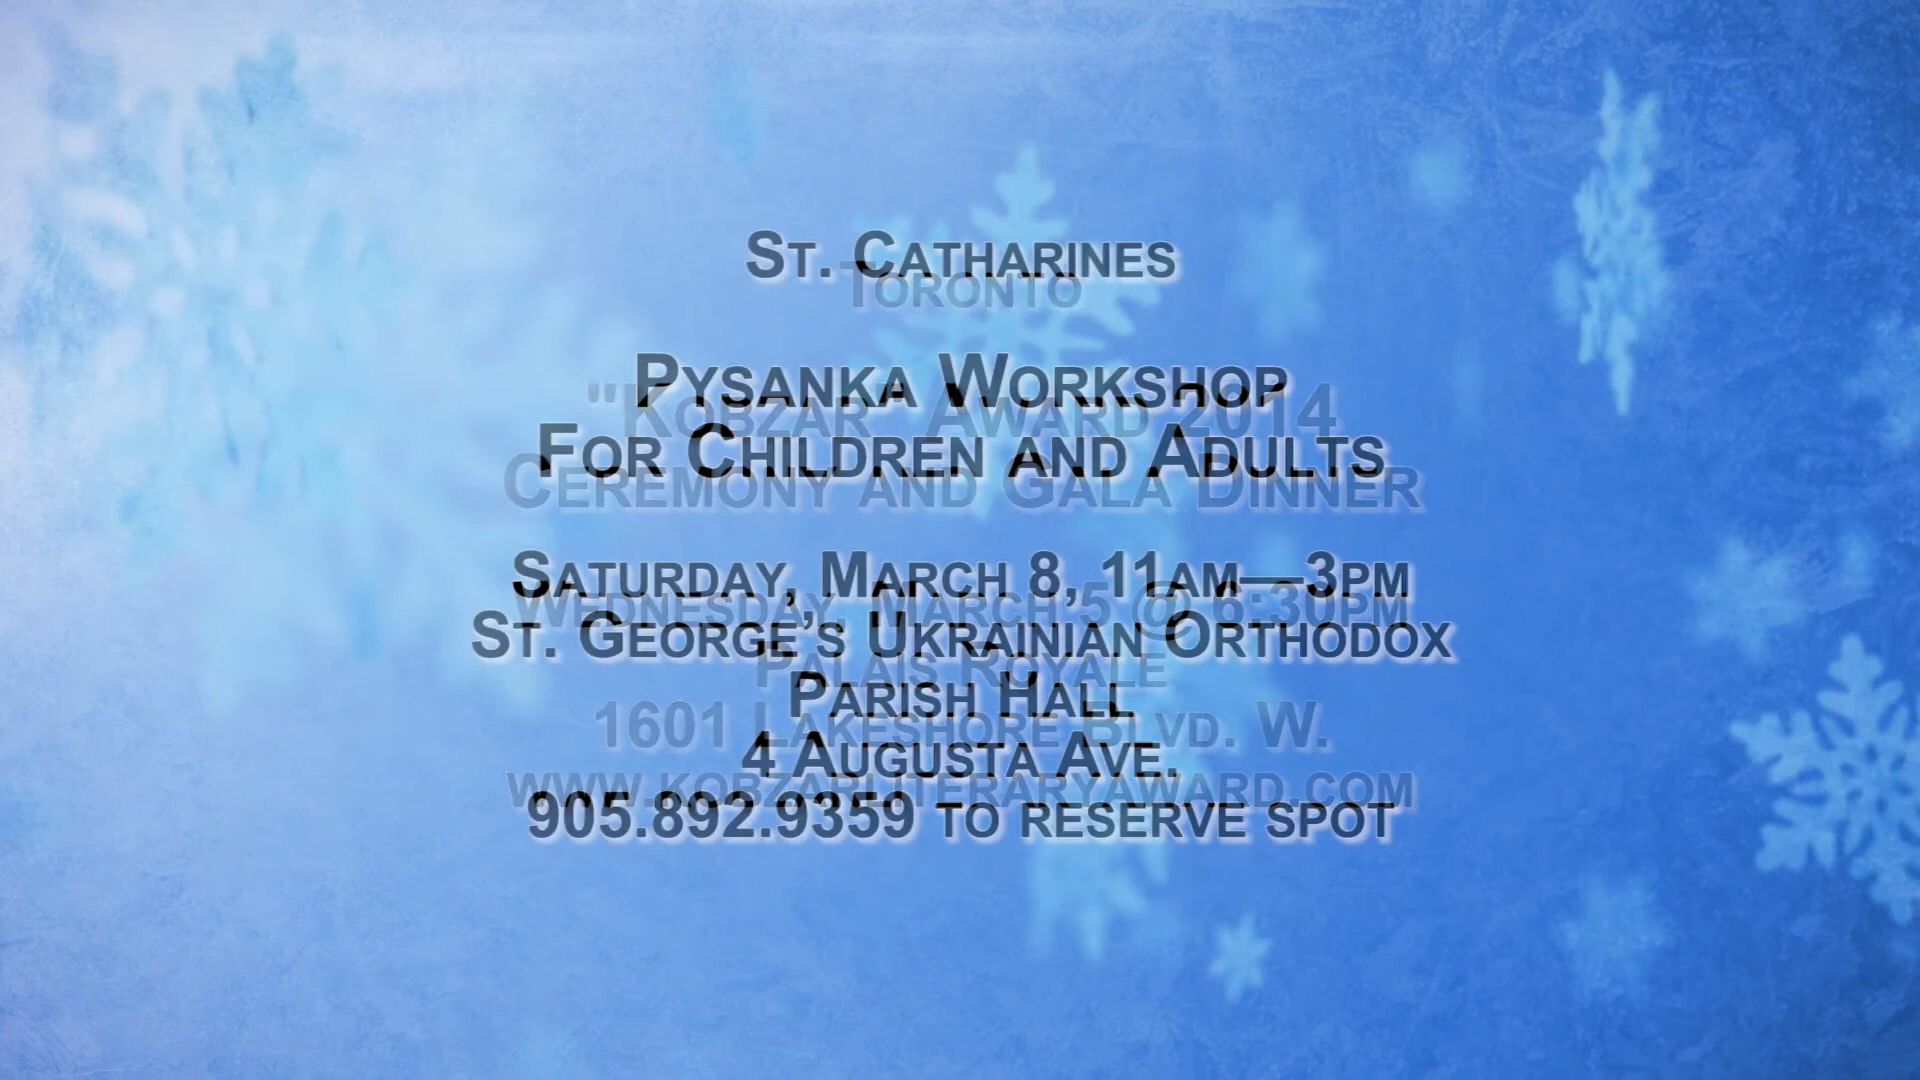 St. Catharines
Toronto
Pysanka Workshop
"Kobzar" Award 2014
For Children and Adults
Ceremony and Gala Dinner
Saturday, March 8, 11am—3pm
Wednesday, March 5 @ 6:30pm
St. George's Ukrainian Orthodox
Palais Royale
Parish Hall
1601 Lakeshore Blvd. W.
4 Augusta Ave.
www.kobzarliteraryaward.com
905.892.9359 to reserve spot